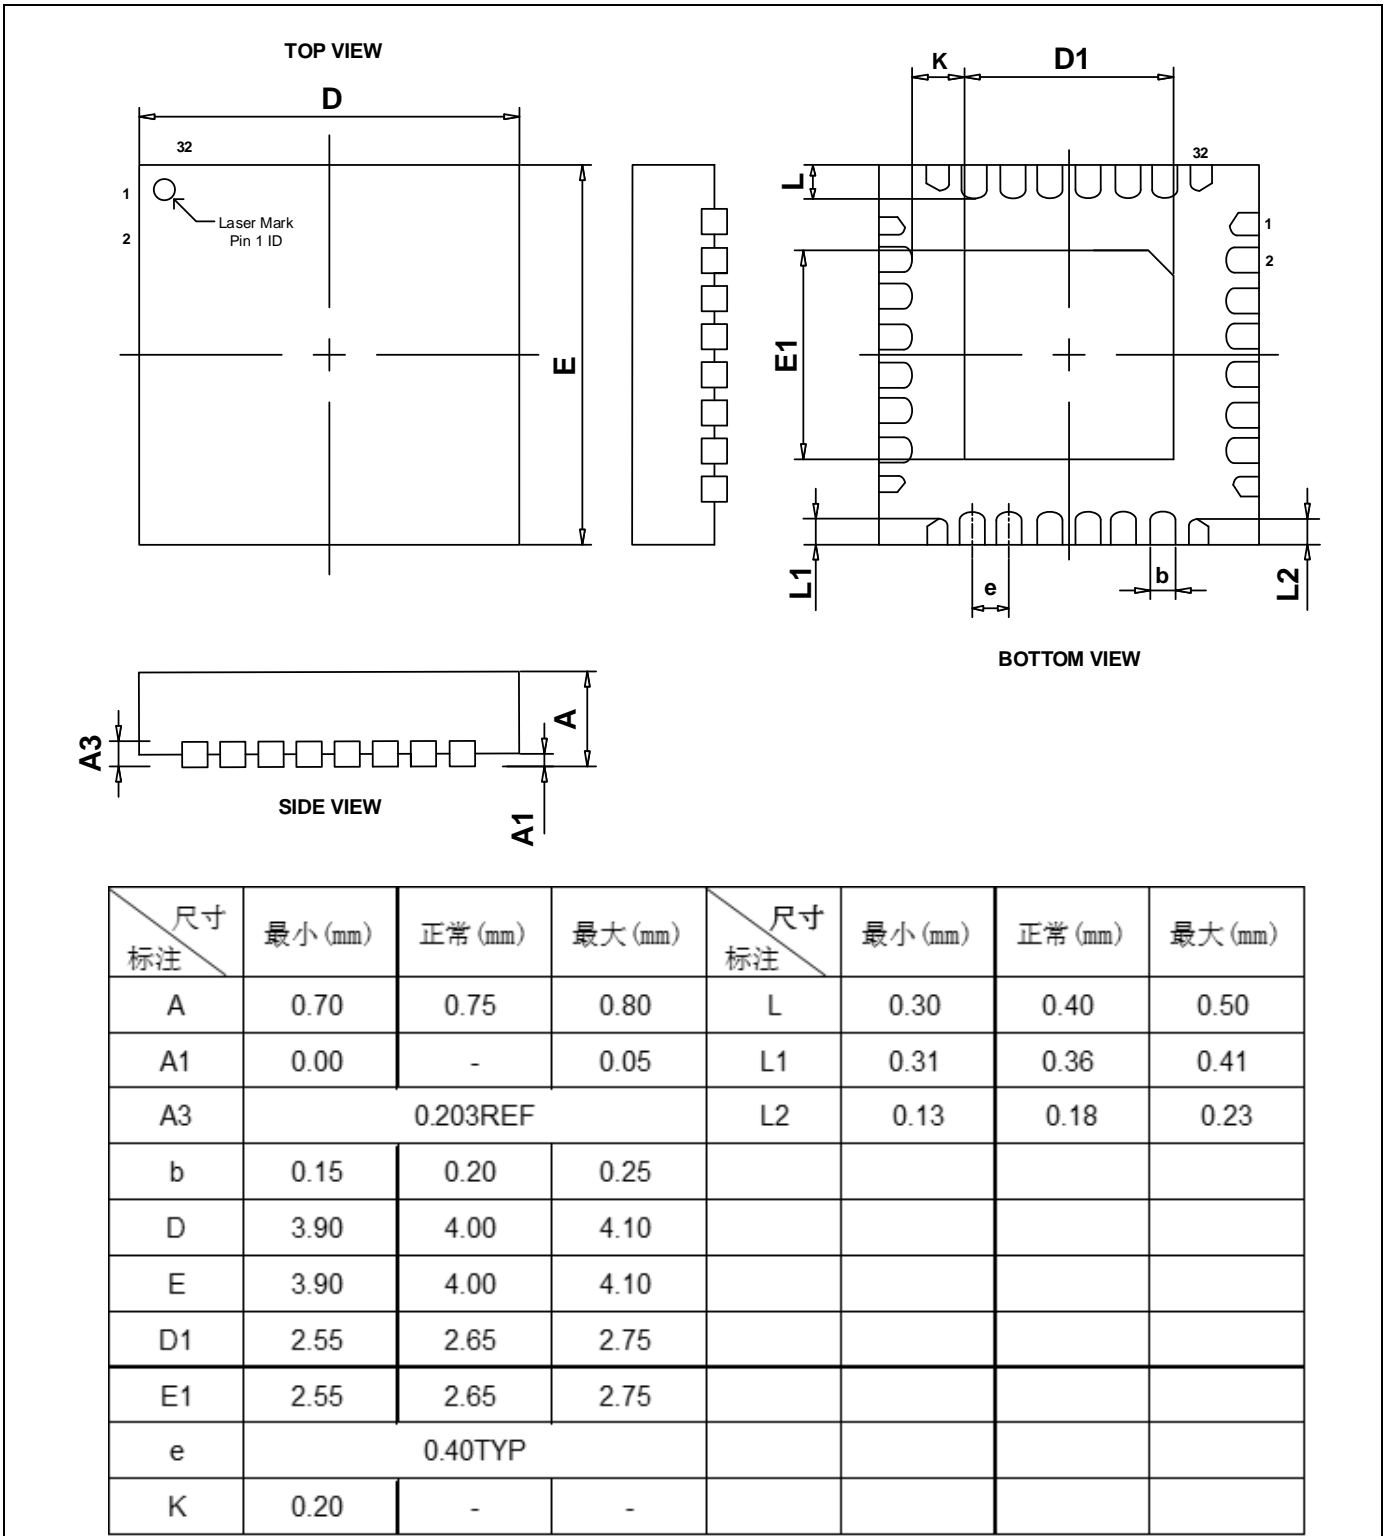 TOP VIEW
D
32
1
2
Laser Mark
Pin 1 ID
E
K
D1
32
L
1
2
E1
L1
e
b
L2
BOTTOM VIEW
A3
A
SIDE VIEW
A1
尺寸 标注 最小(mm) 正常(mm) 最大(mm) 尺寸 标注 最小(mm) 正常(mm) 最大(mm)
A 0.70 0.75 0.80 L 0.30 0.40 0.50
A1 0.00 - 0.05 L1 0.31 0.36 0.41
A3 0.203REF L2 0.13 0.18 0.23
b 0.15 0.20 0.25
D 3.90 4.00 4.10
E 3.90 4.00 4.10
D1 2.55 2.65 2.75
E1 2.55 2.65 2.75
e 0.40TYP
K 0.20 - -